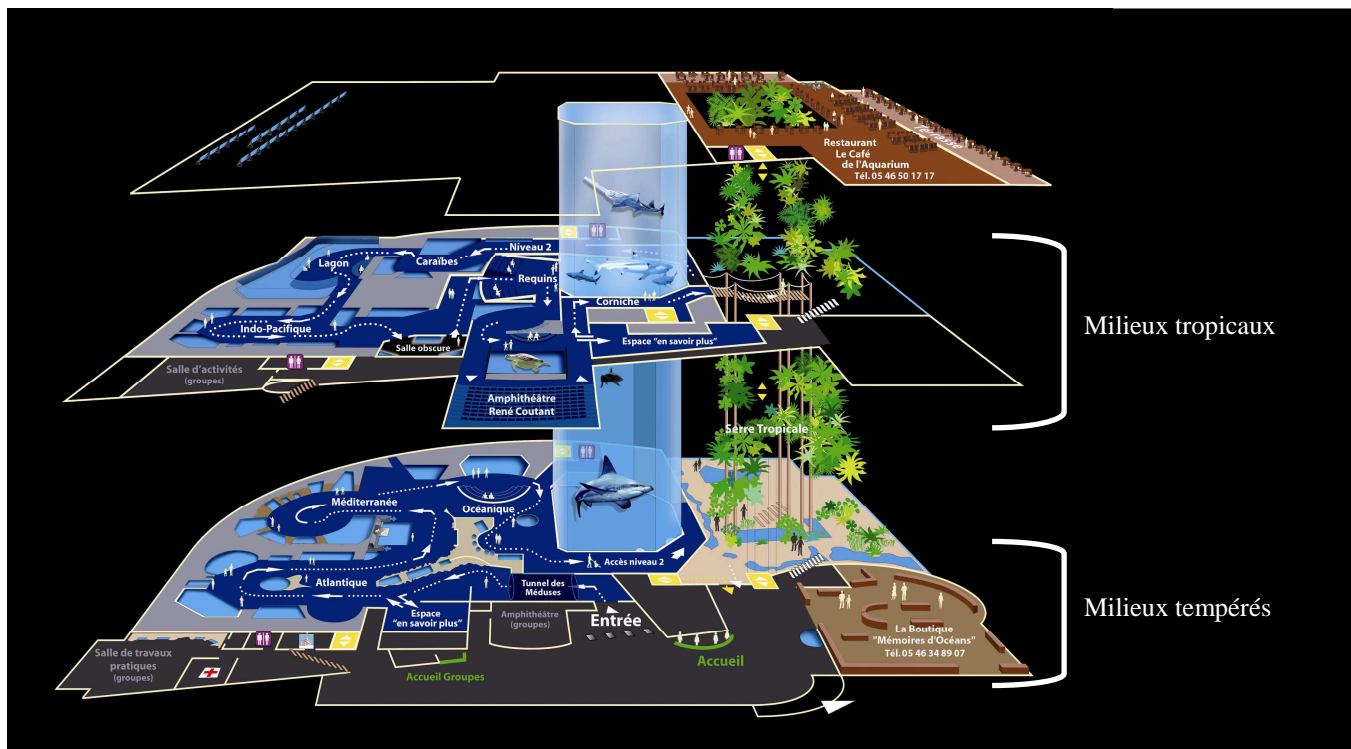 Terrasse
Restaurant
Le Café
de l'Aquarium
Tél. 05 46 50 17 17
Niveau 2
Lagon
Caraïbes
Requins
Corniche
Indo-Pacifique
Salle obscure
Espace "en savoir plus"
Salle d'activités
(groupes)
Amphithéâtre
René Coutant
Milieux tropicaux
Serre Tropicale
Méditerranée
Océanique
Accès niveau 2
Atlantique
Tunnel des
Méduses
Espace
"en savoir plus"
Amphithéâtre
(groupes)
Entrée
La Boutique
"Mémoires d'Océans"
Tél. 05 46 34 89 07
Milieux tempérés
Salle de travaux
pratiques
(groupes)
Accueil Groupes
Accueil